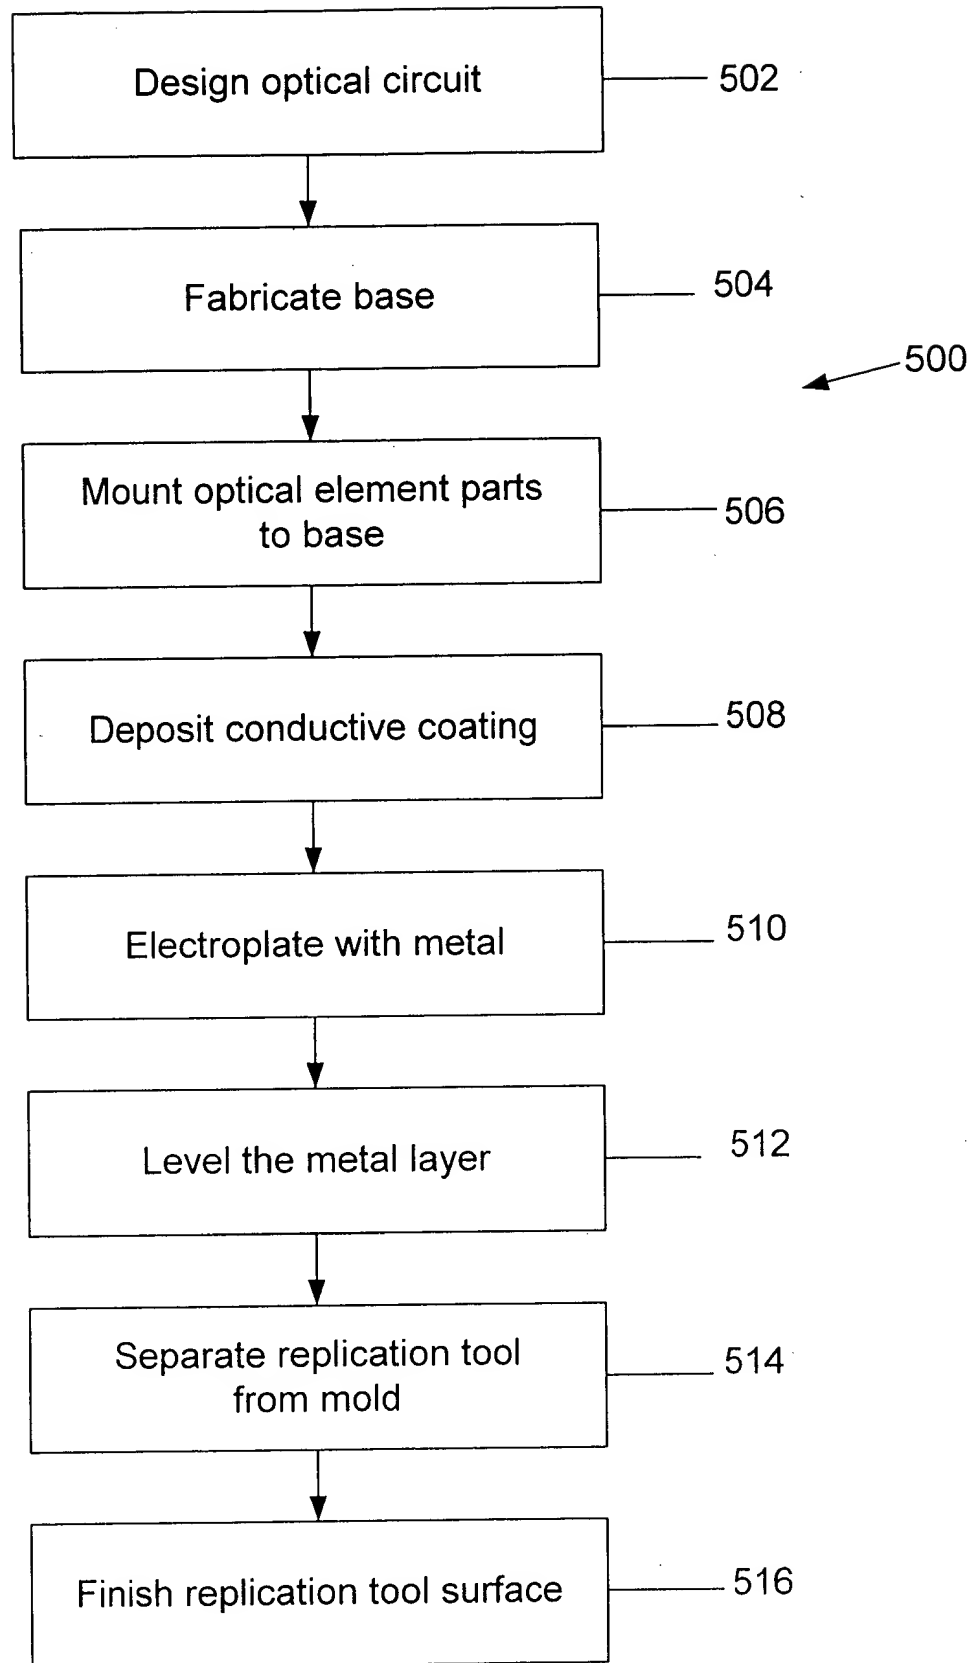 Design optical circuit
502
Fabricate base
504
500
Mount optical element parts
to base
506
Deposit conductive coating
508
Electroplate with metal
510
Level the metal layer
512
Separate replication tool
from mold
514
Finish replication tool surface
516